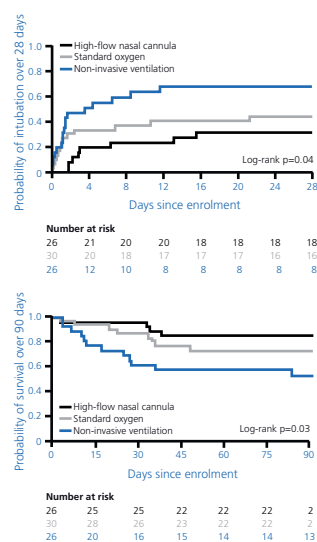 Probability of intubation over 28 days
1.0
0.8
0.6
0.4
0.2
0
High-flow nasal cannula
Standard oxygen
Non-invasive ventilation
Log-rank p=0.04
0 4 8 12 16 20 24 28
Days since enrolment
Number at risk
26 21 20 20 18 18 18 18
30 20 18 17 17 17 16 16
26 12 10 8 8 8 8 8
Probability of survival over 90 days
1.0
0.8
0.6
0.4
0.2
0
High-flow nasal cannula
Standard oxygen
Non-invasive ventilation
Log-rank p=0.03
0 15 30 45 60 75 90
Days since enrolment
Number at risk
26 25 25 22 22 22 2
30 28 26 23 22 22 2
26 20 16 15 14 14 13